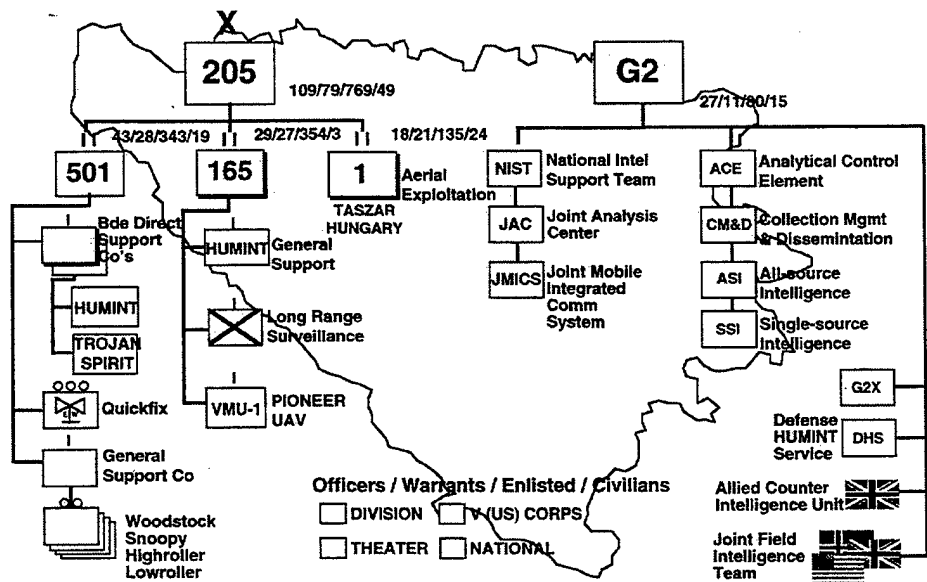 X
205
109/79/769/49
G2
27/11/80/15
43/28/343/19
29/27/354/3
18/21/135/24
501
165
1
Aerial
Exploitation
TASZAR
HUNGARY
Bde Direct
Support
Co's
HUMINT
TROJAN
SPIRIT
Quickfix
E W
General
Support Co
Woodstock
Snoopy
Highroller
Lowroller
HUMINT
General
Support
Long Range
Surveillance
VMU-1
PIONEER
UAV
NIST
National Intel
Support Team
JAC
Joint Analysis
Center
JMICS
Joint Mobile
Integrated
Comm
System
ACE
Analytical Control
Element
CM&D
Collection Mgmt
& Dissemintation
ASI
All-source
Intelligence
SSI
Single-source
Intelligence
G2X
Defense
HUMINT
Service
DHS
Allied Counter
Intelligence Unit
Joint Field
Intelligence
Team
Officers / Warrants / Enlisted / Civilians
DIVISION
V (US) CORPS
THEATER
NATIONAL